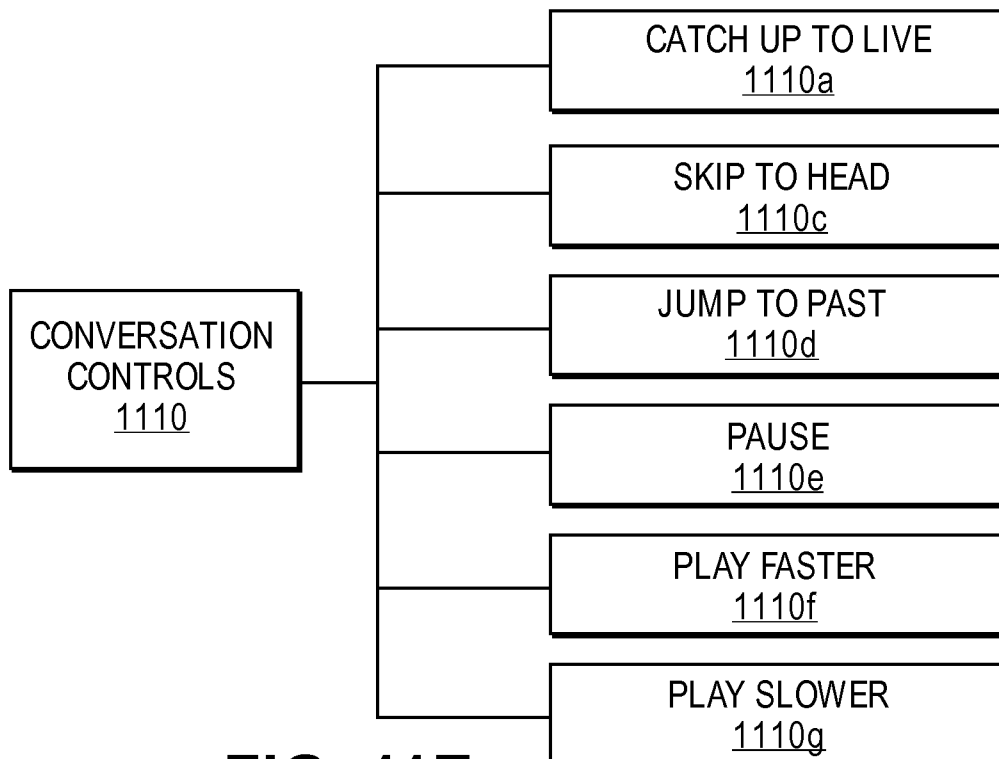 CATCH UP TO LIVE
1110a
SKIP TO HEAD
1110c
JUMP TO PAST
1110d
CONVERSATION
CONTROLS
1110
PAUSE
1110e
PLAY FASTER
1110f
PLAY SLOWER
1110g